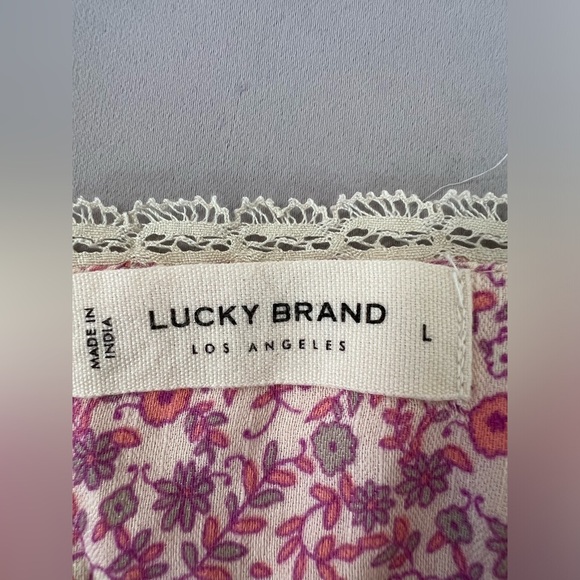 MADE IN
INDIA
LUCKY BRAND
LOS ANGELES
L